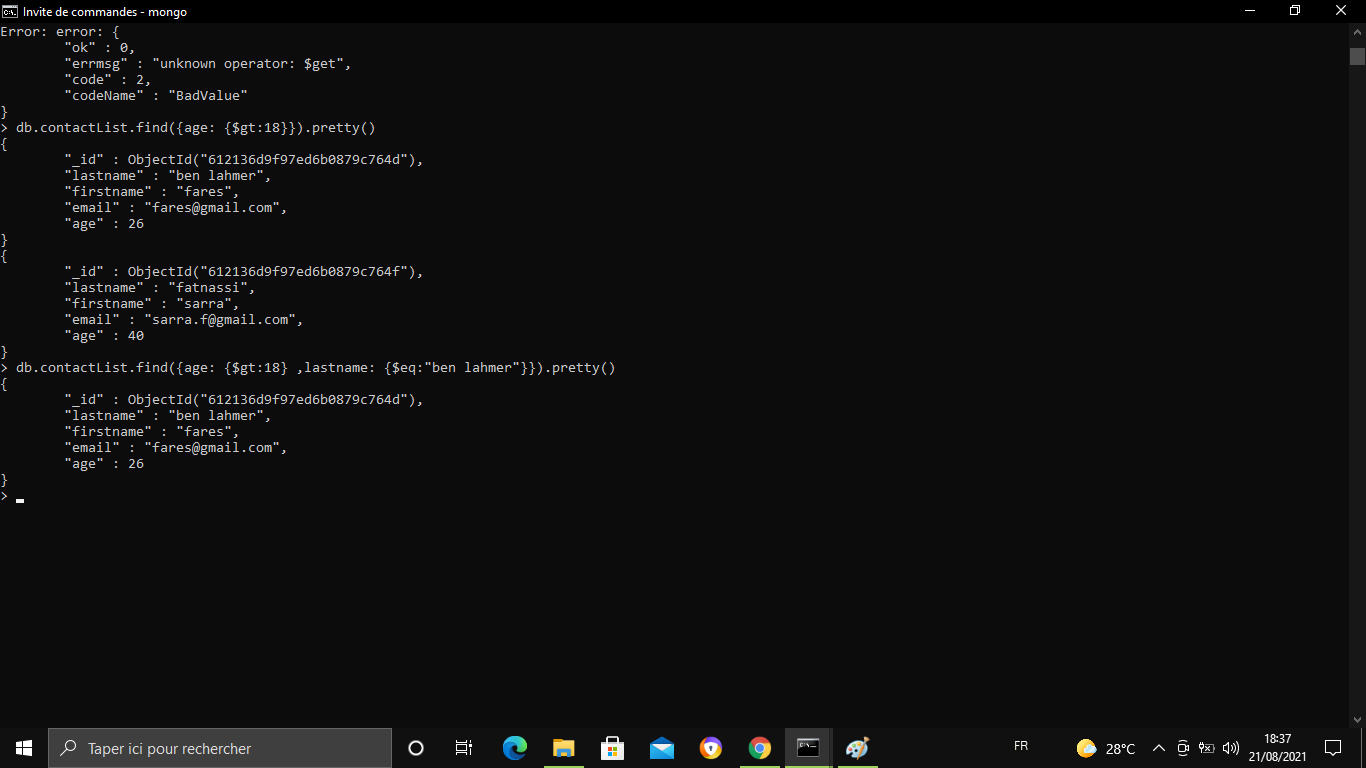 Invite de commandes - mongo
Error: error: {
        "ok" : 0,
        "errmsg" : "unknown operator: $get",
        "code" : 2,
        "codeName" : "BadValue"
}
> db.contactList.find({age: {$gt:18}}).pretty()
{
        "_id" : ObjectId("612136d9f97ed6b0879c764d"),
        "lastname" : "ben lahmer",
        "firstname" : "fares",
        "email" : "fares@gmail.com",
        "age" : 26
}
{
        "_id" : ObjectId("612136d9f97ed6b0879c764f"),
        "lastname" : "fatnassi",
        "firstname" : "sarra",
        "email" : "sarra.f@gmail.com",
        "age" : 40
}
> db.contactList.find({age: {$gt:18} ,lastname: {$eq:"ben lahmer"}}).pretty()
{
        "_id" : ObjectId("612136d9f97ed6b0879c764d"),
        "lastname" : "ben lahmer",
        "firstname" : "fares",
        "email" : "fares@gmail.com",
        "age" : 26
}
>
Taper ici pour rechercher
FR
28°C
18:37
21/08/2021